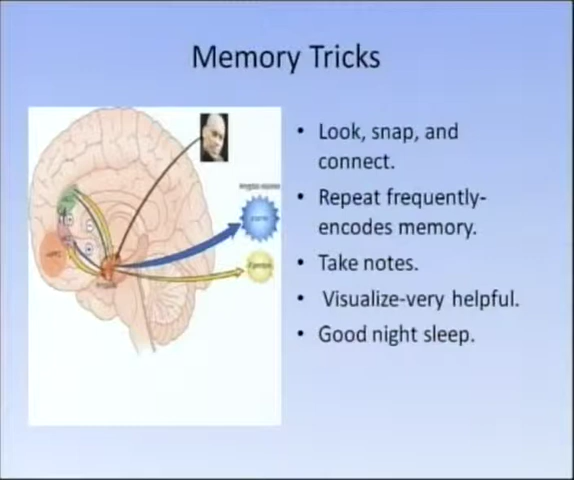 Memory Tricks
• Look, snap, and
connect.
• Repeat frequently-
encodes memory.
• Take notes.
• Visualize-very helpful.
• Good night sleep.